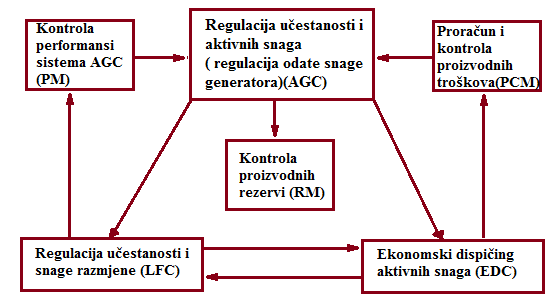 Kontrola
performansi
sistema AGC
(PM)
Regulacija učestanosti i
aktivnih snaga
( regulacija odate snage
generatora)(AGC)
Proračun i
kontrola
proizvodnih
troškova(PCM)
Kontrola
proizvodnih
rezervi (RM)
Regulacija učestanosti i
snage razmjene (LFC)
Ekonomski dispičing
aktivnih snaga (EDC)